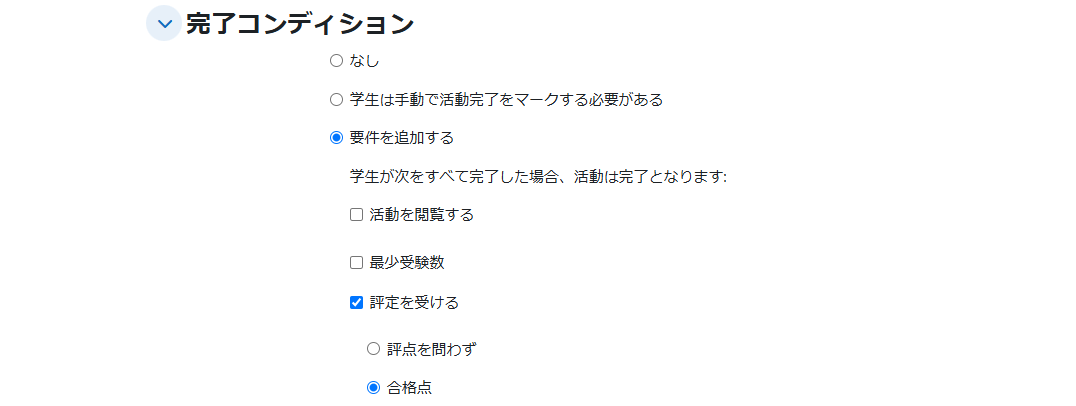 完了コンディション
なし
学生は手動で活動完了をマークする必要がある
要件を追加する
学生が次をすべて完了した場合、活動は完了となります:
活動を閲覧する
最少受験数
評定を受ける
評点を問わず
合格点